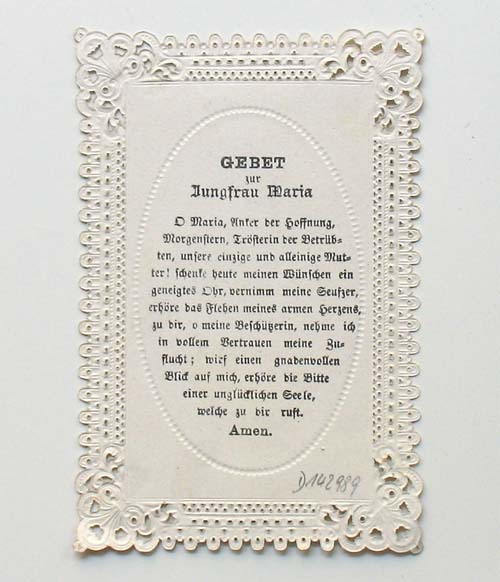 GEBET
zur
Jungfrau Maria
O Maria, Anker der Hoffnung,
Morgenstern, Trösterin der Betrüb-
ten, unsere einzige und alleinige Mut-
ter! schenke heute meinen Wünschen ein
geneigtes Ohr, vernimm meine Seufzer,
erhöre das Flehen meines armen Herzens,
zu dir, o meine Beschützerin, nehme ich
in vollem Vertrauen meine Zu-
flucht; wirf einen gnadenvollen
Blick auf mich, erhöre die Bitte
einer unglücklichen Seele,
welche zu dir ruft.
Amen.
D142989